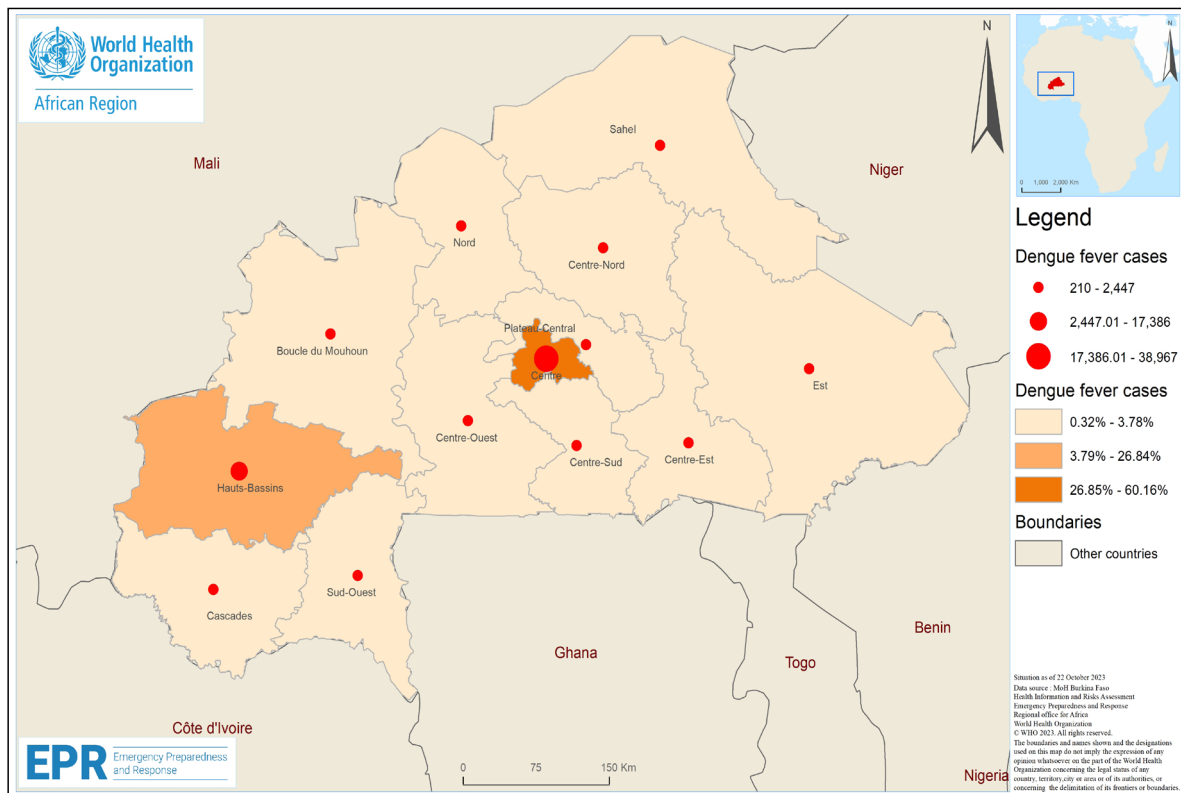 World Health
Organization
African Region
N
N
0 1,000 2,000 Km
Mali
Niger
Sahel
Nord
Centre-Nord
Plateau-Central
Boucle du Mouhoun
Centre
Est
Centre-Ouest
Centre-Sud
Centre-Est
Hauts-Bassins
Cascades
Sud-Ouest
Ghana
Togo
Benin
Côte d'Ivoire
Nigeria
0 75 150 Km
EPR
Emergency Preparedness
and Response
Legend
Dengue fever cases
210 - 2,447
2,447.01 - 17,386
17,386.01 - 38,967
Dengue fever cases
0.32% - 3.78%
3.79% - 26.84%
26.85% - 60.16%
Boundaries
Other countries
Situation as of 22 October 2023
Data source : MoH Burkina Faso
Health Information and Risks Assessment
Emergency Preparedness and Response
Regional office for Africa
World Health Organization
© WHO 2023. All rights reserved.
The boundaries and names shown and the designations
used on this map do not imply the expression of any
opinion whatsoever on the part of the World Health
Organization concerning the legal status of any
country, territory,city or area or of its authorities, or
concerning the delimitation of its frontiers or boundaries.